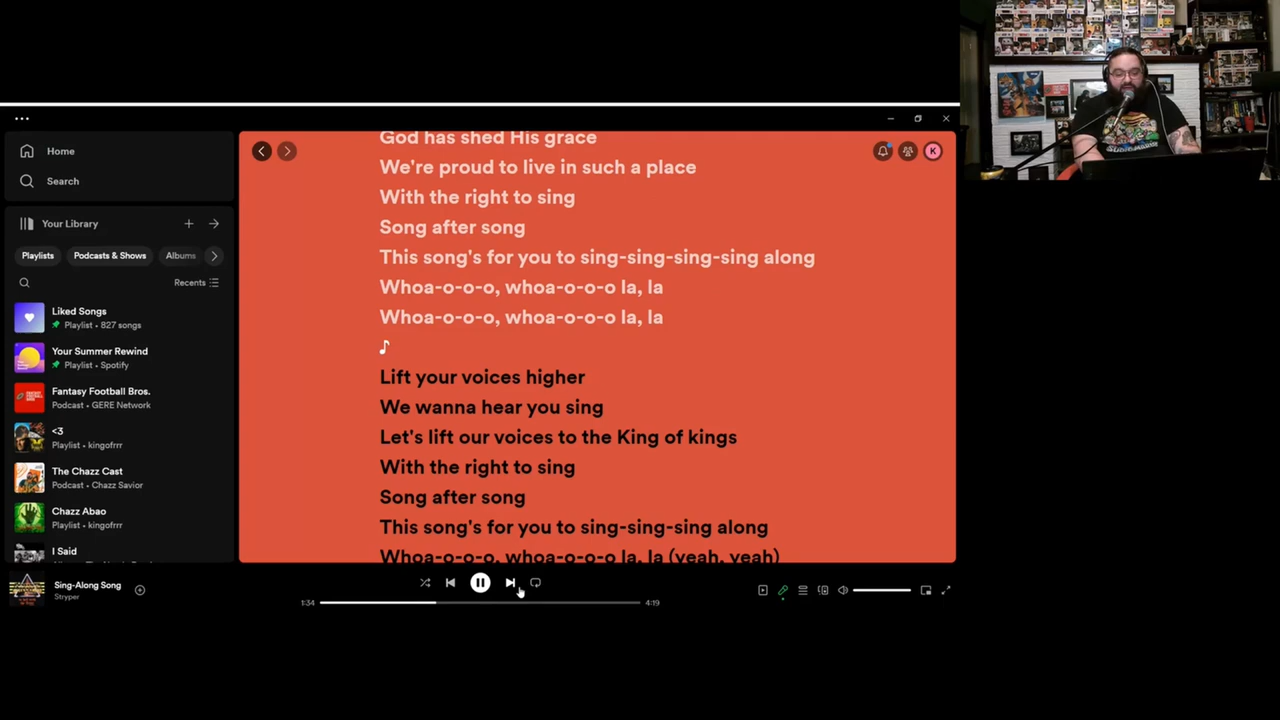 Home
Search
Your Library
Playlists
Podcasts & Shows
Albums
Recents
Liked Songs
Playlist • 827 songs
Your Summer Rewind
Playlist • Spotify
Fantasy Football Bros.
Podcast • GERE Network
<3
Playlist • kingofrrr
The Chazz Cast
Podcast • Chazz Savior
Chazz Abao
Playlist • kingofrrr
I Said
God has shed His grace
We're proud to live in such a place
With the right to sing
Song after song
This song's for you to sing-sing-sing-sing along
Whoa-o-o-o, whoa-o-o-o la, la
Whoa-o-o-o, whoa-o-o-o la, la
Lift your voices higher
We wanna hear you sing
Let's lift our voices to the King of kings
With the right to sing
Song after song
This song's for you to sing-sing-sing along
Whoa-o-o-o, whoa-o-o-o la, la (yeah, yeah)
K
Sing-Along Song
Stryper
1:34
4:19